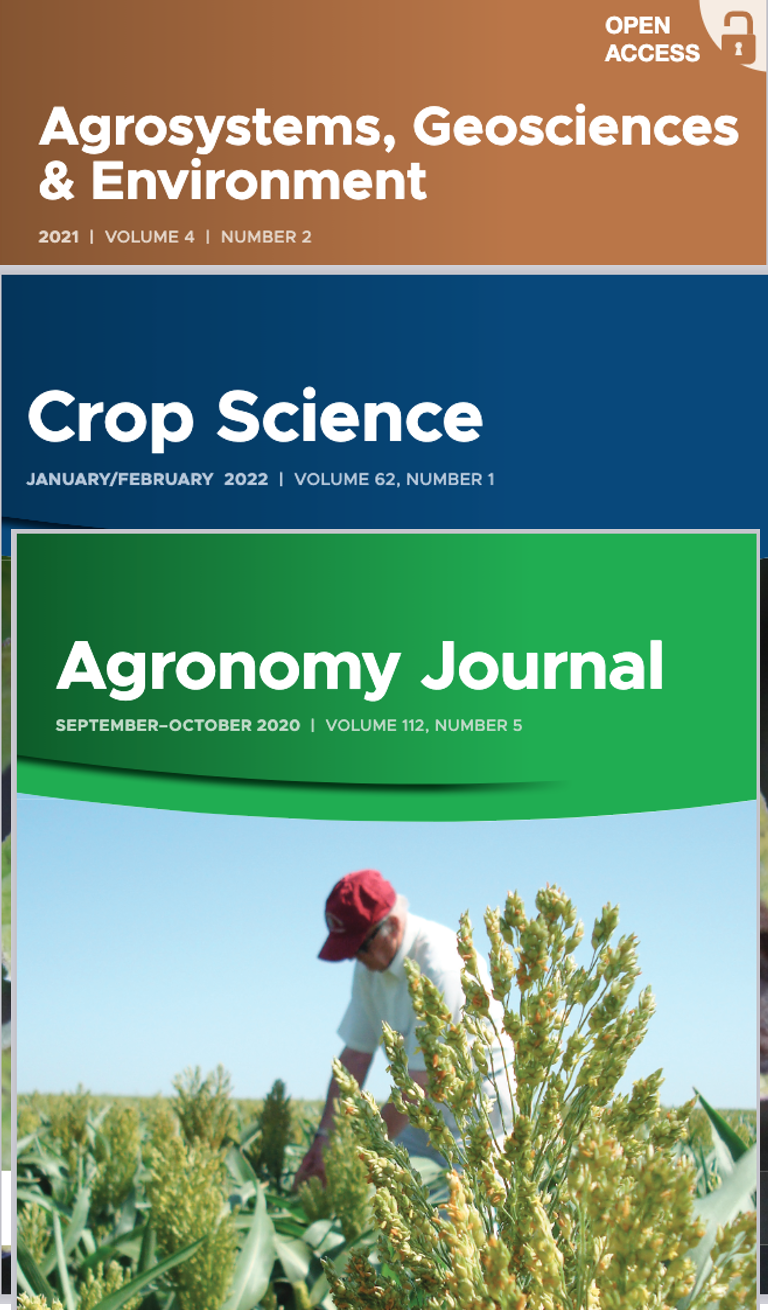 OPEN
ACCESS
Agrosystems, Geosciences
& Environment
2021 | VOLUME 4 | NUMBER 2
Crop Science
JANUARY/FEBRUARY 2022 | VOLUME 62, NUMBER 1
Agronomy Journal
SEPTEMBER–OCTOBER 2020 | VOLUME 112, NUMBER 5